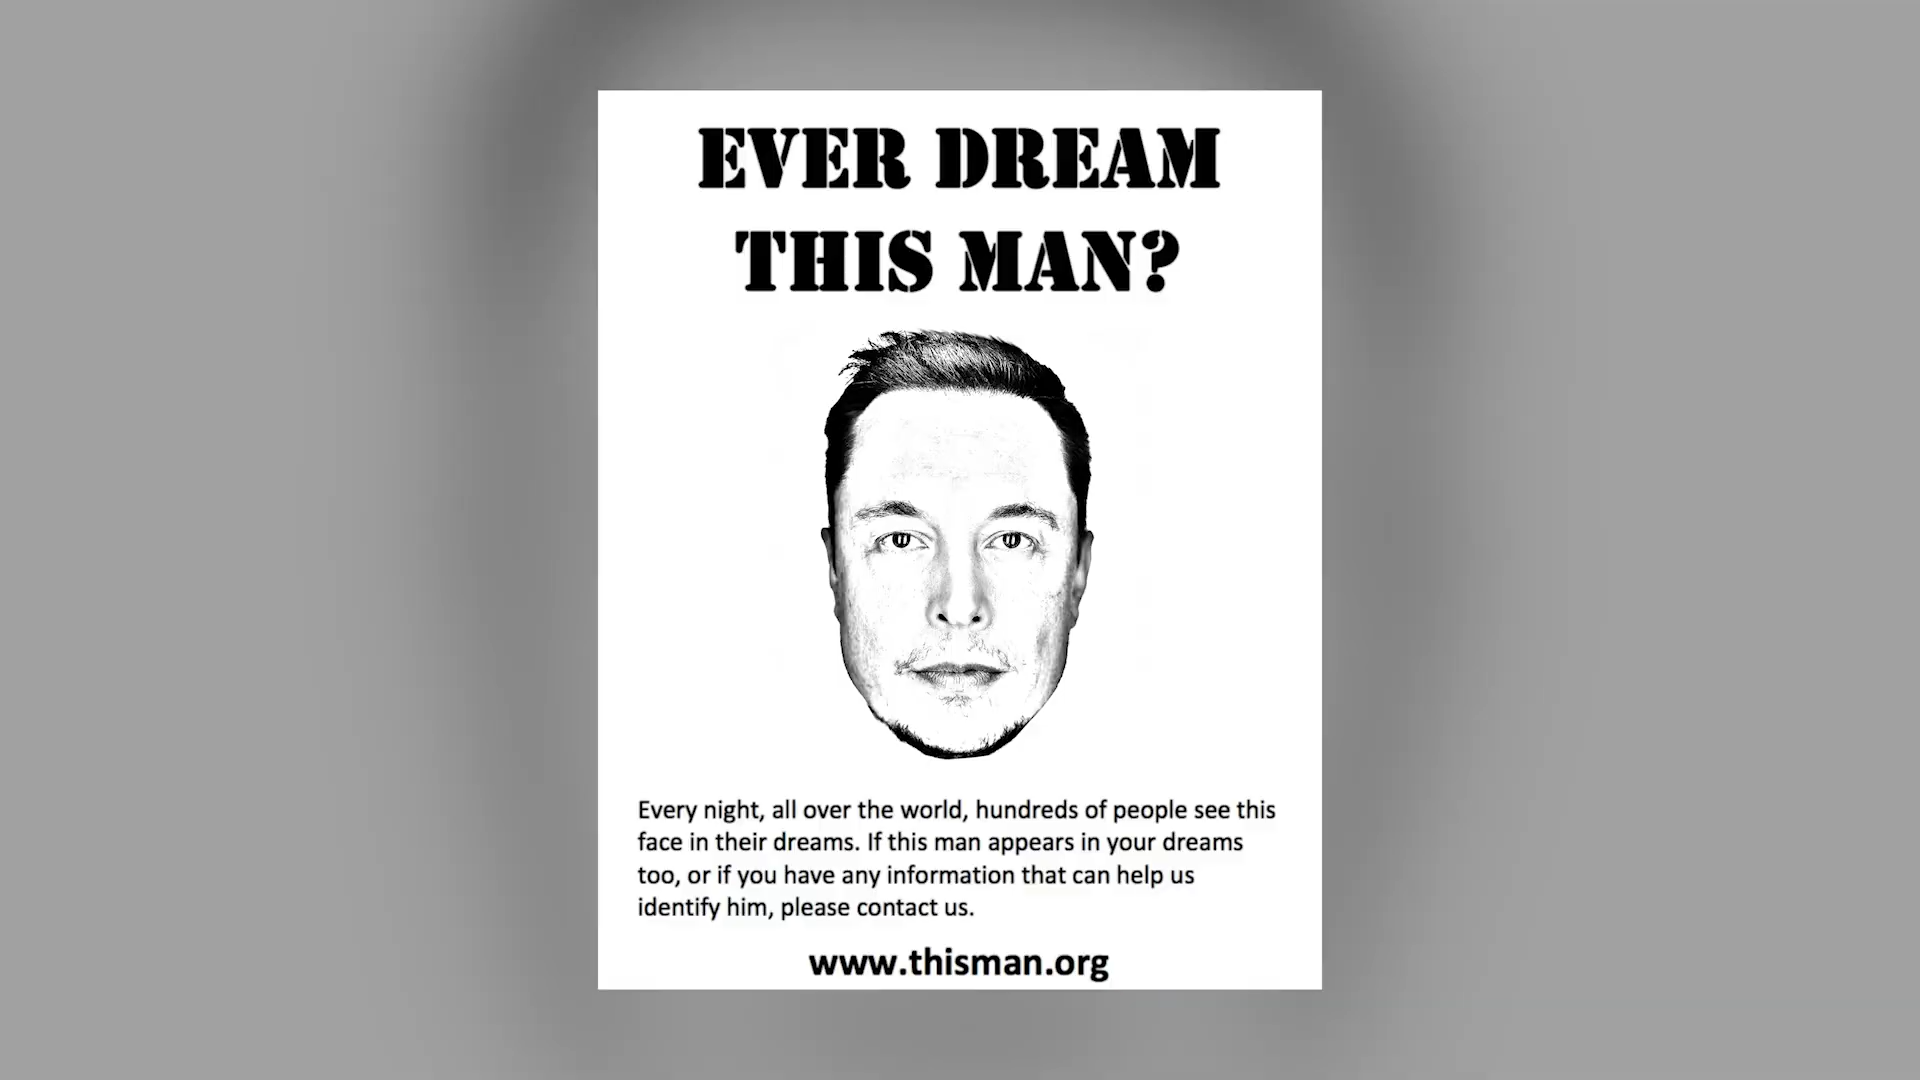 EVER DREAM
THIS MAN?
Every night, all over the world, hundreds of people see this
face in their dreams. If this man appears in your dreams
too, or if you have any information that can help us
identify him, please contact us.
www.thisman.org